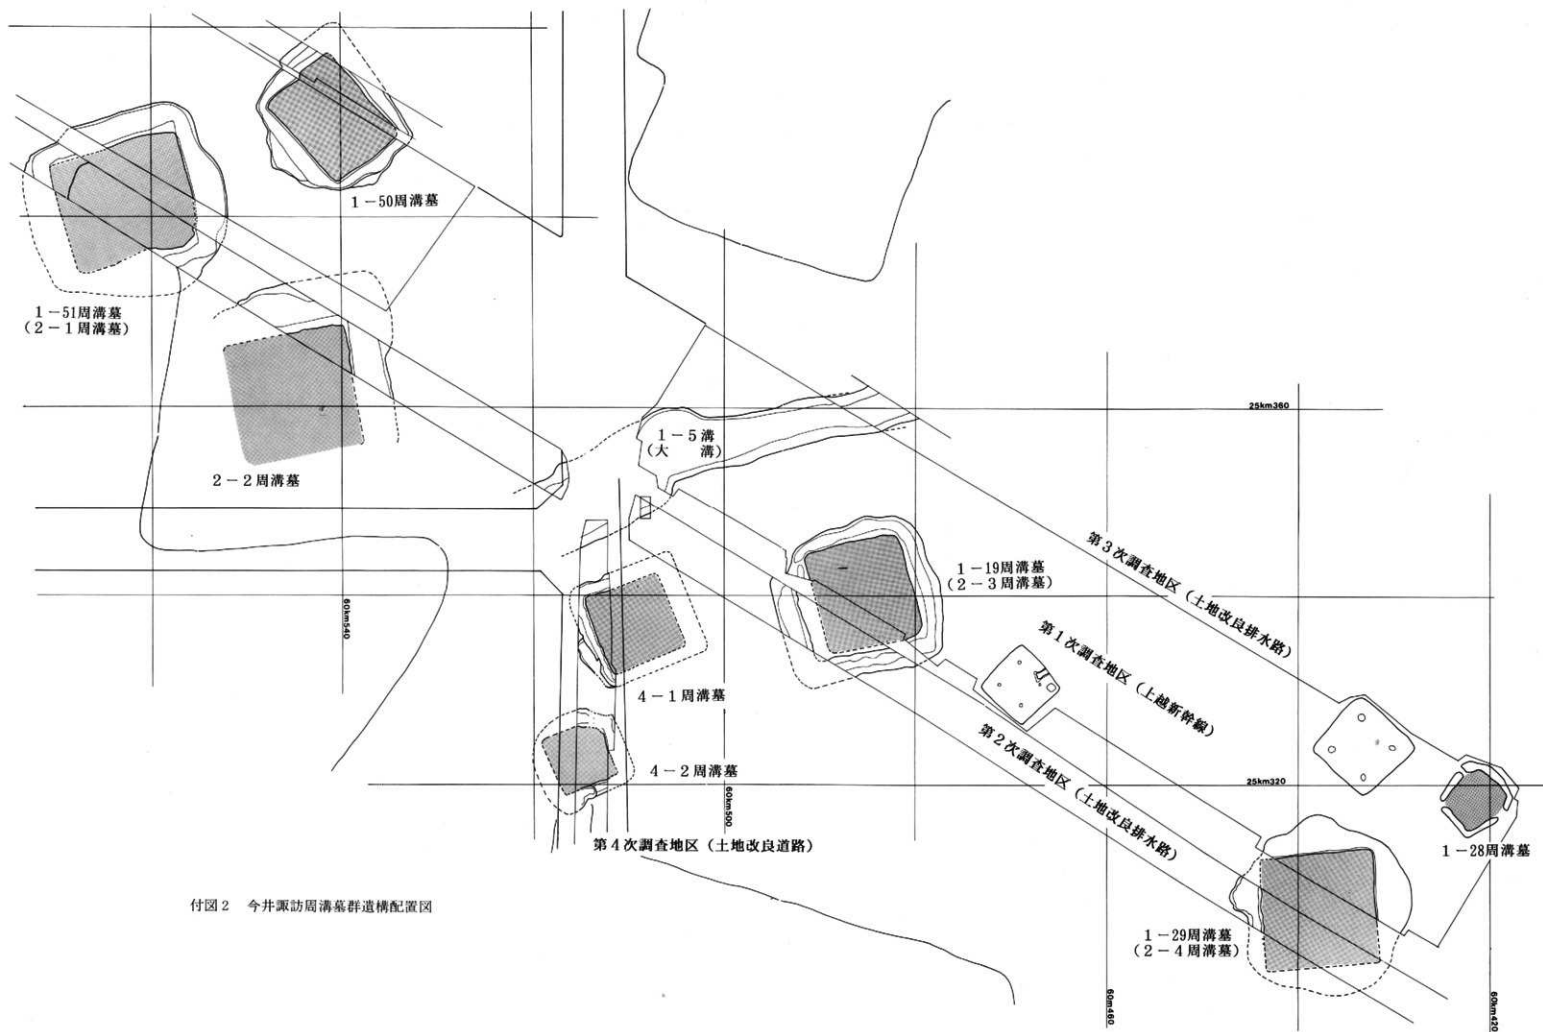 1－50周溝墓
1－51周溝墓
（2－1周溝墓）
2－2周溝墓
1－5溝
（大　溝）
25km360
1－19周溝墓
（2－3周溝墓）
第3次調査地区（土地改良排水路）
第1次調査地区（上越新幹線）
第2次調査地区（土地改良排水路）
60km540
4－1周溝墓
4－2周溝墓
60km500
25km320
第4次調査地区（土地改良道路）
1－28周溝墓
1－29周溝墓
（2－4周溝墓）
60m460
60km420
付図2　今井諏訪周溝墓群遺構配置図